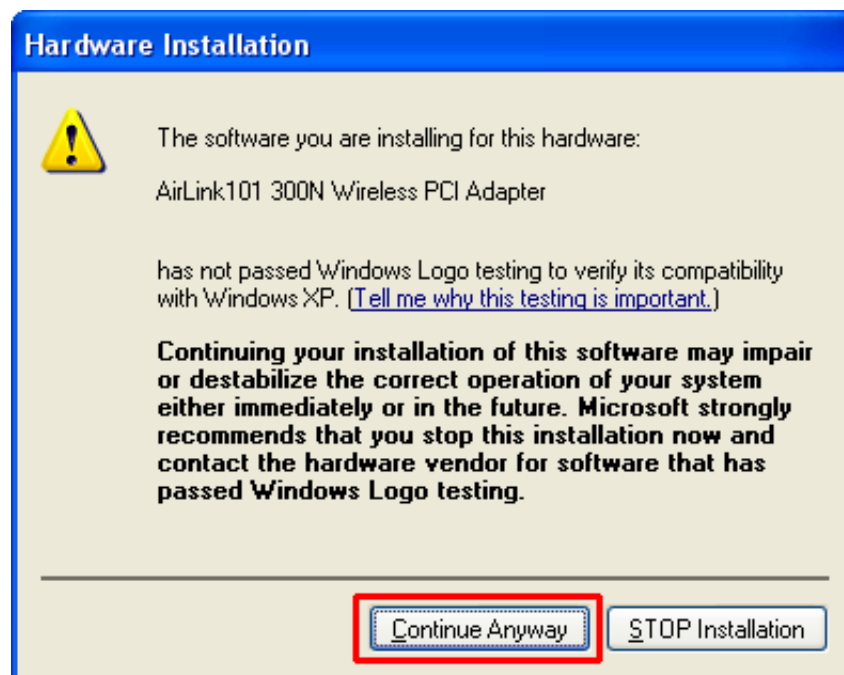 Hardware Installation
The software you are installing for this hardware:
AirLink101 300N Wireless PCI Adapter
has not passed Windows Logo testing to verify its compatibility
with Windows XP. (Tell me why this testing is important.)
Continuing your installation of this software may impair
or destabilize the correct operation of your system
either immediately or in the future. Microsoft strongly
recommends that you stop this installation now and
contact the hardware vendor for software that has
passed Windows Logo testing.
Continue Anyway STOP Installation